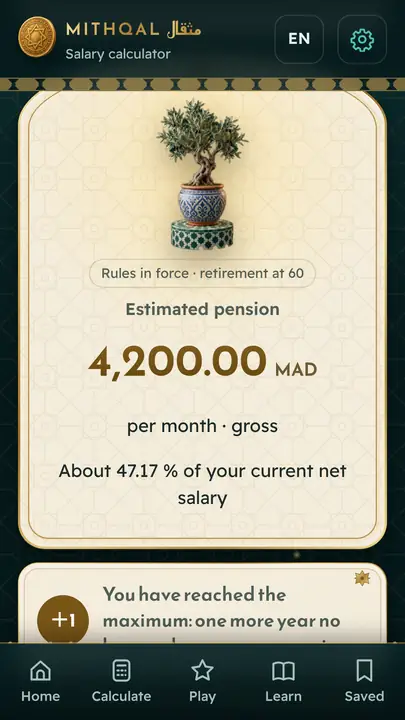 MITHQAL مثقال
Salary calculator
EN
Rules in force · retirement at 60
Estimated pension
4,200.00 MAD
per month · gross
About 47.17 % of your current net
salary
+1
You have reached the
maximum: one more year no
Home
Calculate
Play
Learn
Saved